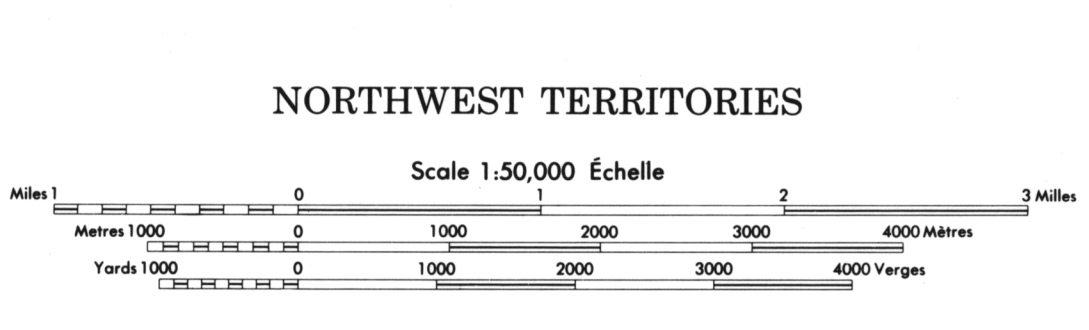 NORTHWEST TERRITORIES
Scale 1:50,000 Échelle
Miles 1 0 1 2 3 Milles
Metres 1000 0 1000 2000 3000 4000 Mètres
Yards 1000 0 1000 2000 3000 4000 Verges